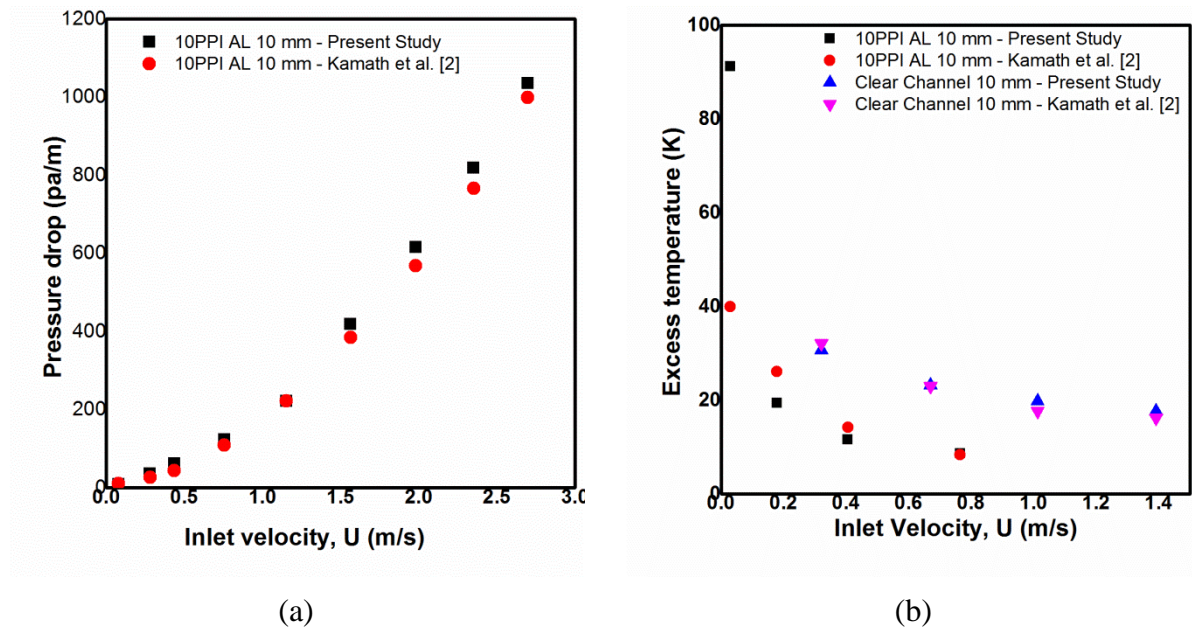 1200
1000
800
600
400
200
0
0.0
0.5
1.0
1.5
2.0
2.5
3.0
Pressure drop (pa/m)
Inlet velocity, U (m/s)
10PPI AL 10 mm - Present Study
10PPI AL 10 mm - Kamath et al. [2]
(a)
100
80
60
40
20
0
0.0
0.2
0.4
0.6
0.8
1.0
1.2
1.4
Excess temperature (K)
Inlet Velocity, U (m/s)
10PPI AL 10 mm - Present Study
10PPI AL 10 mm - Kamath et al. [2]
Clear Channel 10 mm - Present Study
Clear Channel 10 mm - Kamath et al. [2]
(b)